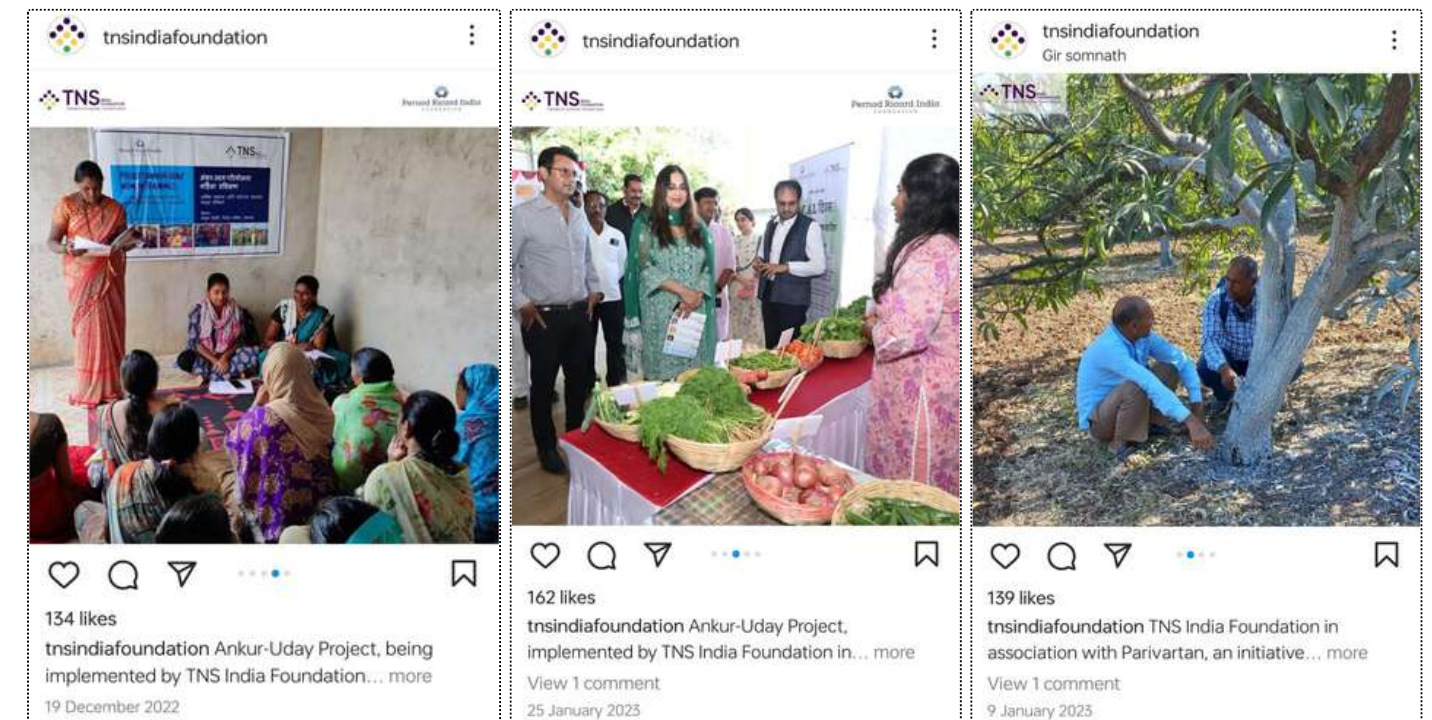 tnsindiafoundation
TNS
Pernod Ricard India
FOUNDATION
TNS
134 likes
tnsindiafoundation Ankur-Uday Project, being
implemented by TNS India Foundation... more
19 December 2022
tnsindiafoundation
TNS
Pernod Ricard India
FOUNDATION
162 likes
tnsindiafoundation Ankur-Uday Project,
implemented by TNS India Foundation in... more
View 1 comment
25 January 2023
tnsindiafoundation
Gir somnath
TNS
139 likes
tnsindiafoundation TNS India Foundation in
association with Parivartan, an initiative... more
View 1 comment
9 January 2023